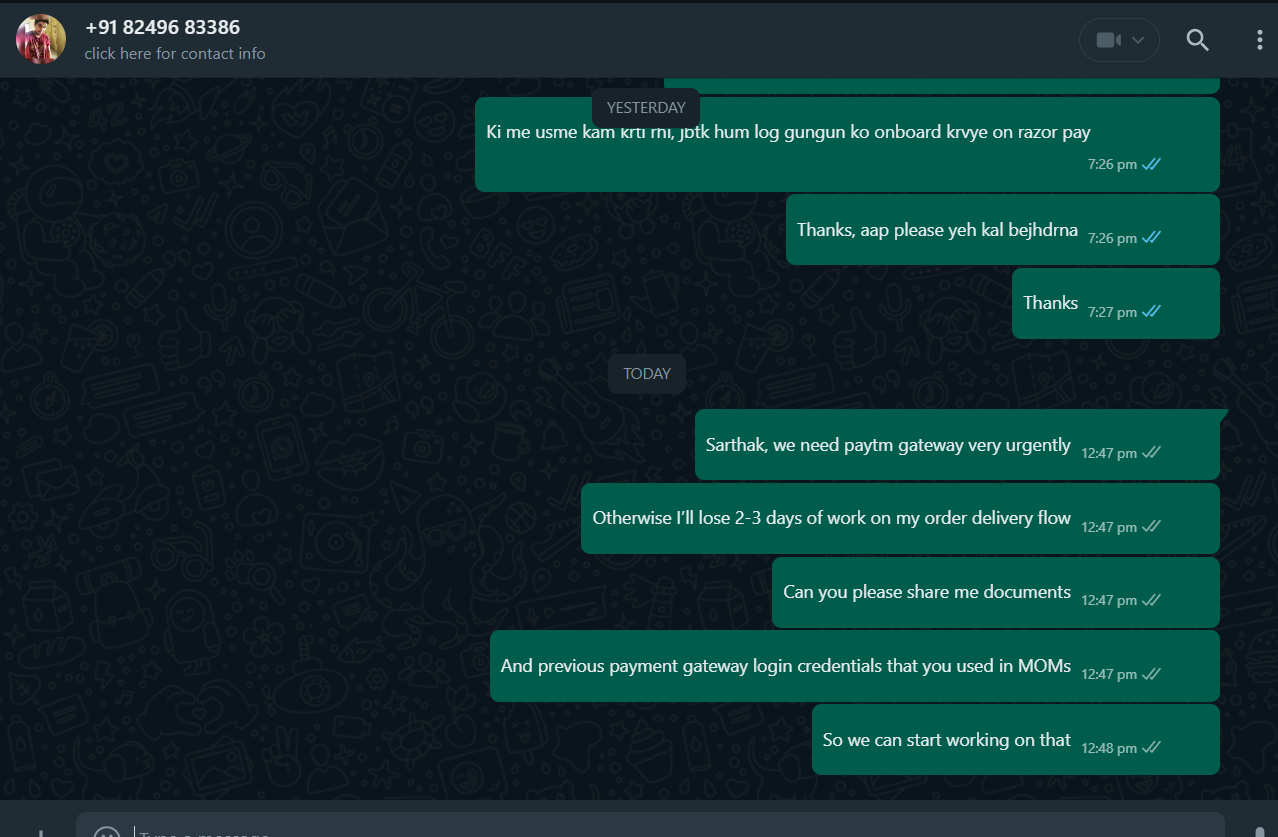 +91 82496 83386
click here for contact info
YESTERDAY
Ki me usme kam krti rhi, jbtk hum log gungun ko onboard krvye on razor pay
7:26 pm
Thanks, aap please yeh kal bejhdrna 7:26 pm
Thanks 7:27 pm
TODAY
Sarthak, we need paytm gateway very urgently 12:47 pm
Otherwise I’ll lose 2-3 days of work on my order delivery flow 12:47 pm
Can you please share me documents 12:47 pm
And previous payment gateway login credentials that you used in MOMs 12:47 pm
So we can start working on that 12:48 pm
Type a message